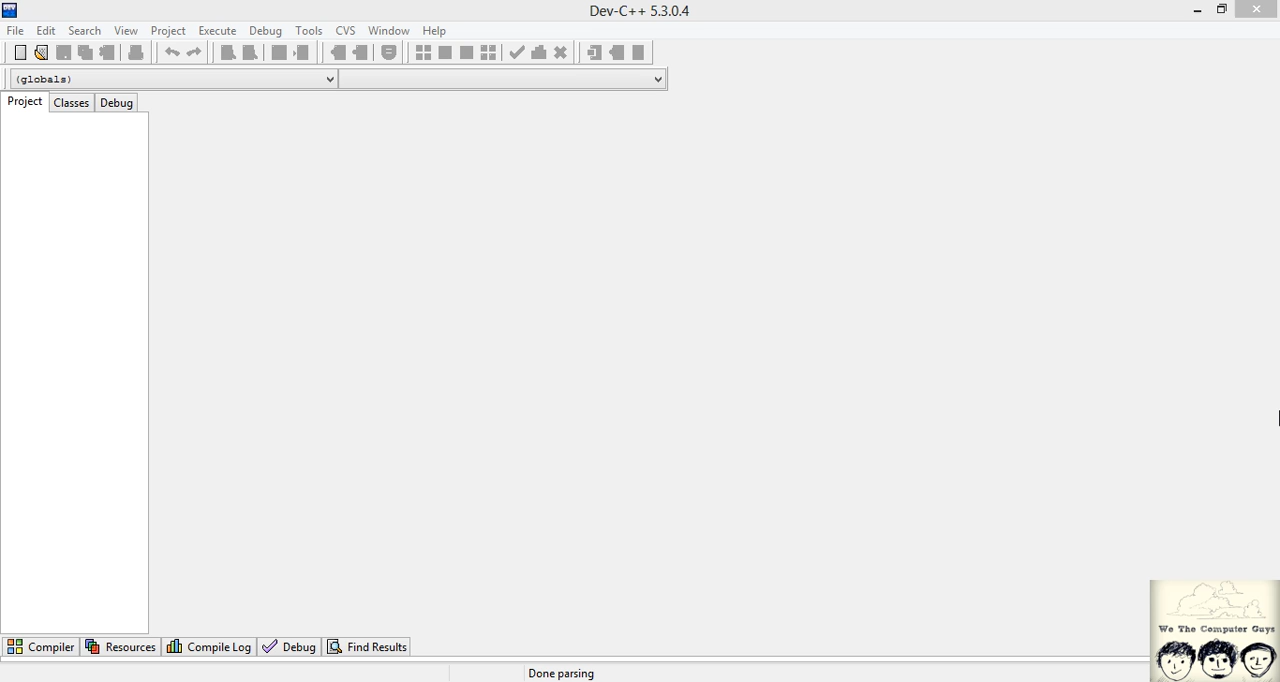 Dev-C++ 5.3.0.4
File Edit Search View Project Execute Debug Tools CVS Window Help
(globals)
Project Classes Debug
Compiler Resources Compile Log Debug Find Results
Done parsing
We The Computer Guys